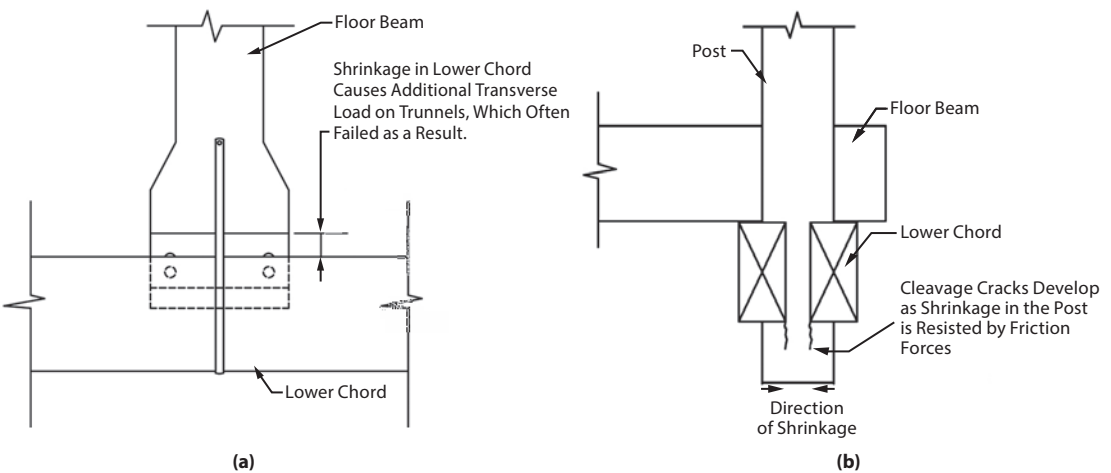 Floor Beam
Shrinkage in Lower Chord
Causes Additional Transverse
Load on Trunnels, Which Often
Failed as a Result.
Lower Chord
(a)
Post
Floor Beam
Lower Chord
Cleavage Cracks Develop
as Shrinkage in the Post
is Resisted by Friction
Forces
Direction
of Shrinkage
(b)